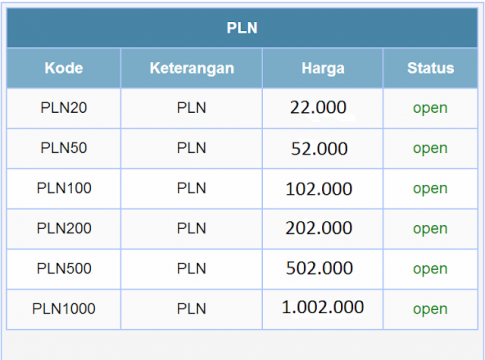 PLN
Kode Keterangan Harga Status
PLN20 PLN 22.000 open
PLN50 PLN 52.000 open
PLN100 PLN 102.000 open
PLN200 PLN 202.000 open
PLN500 PLN 502.000 open
PLN1000 PLN 1.002.000 open